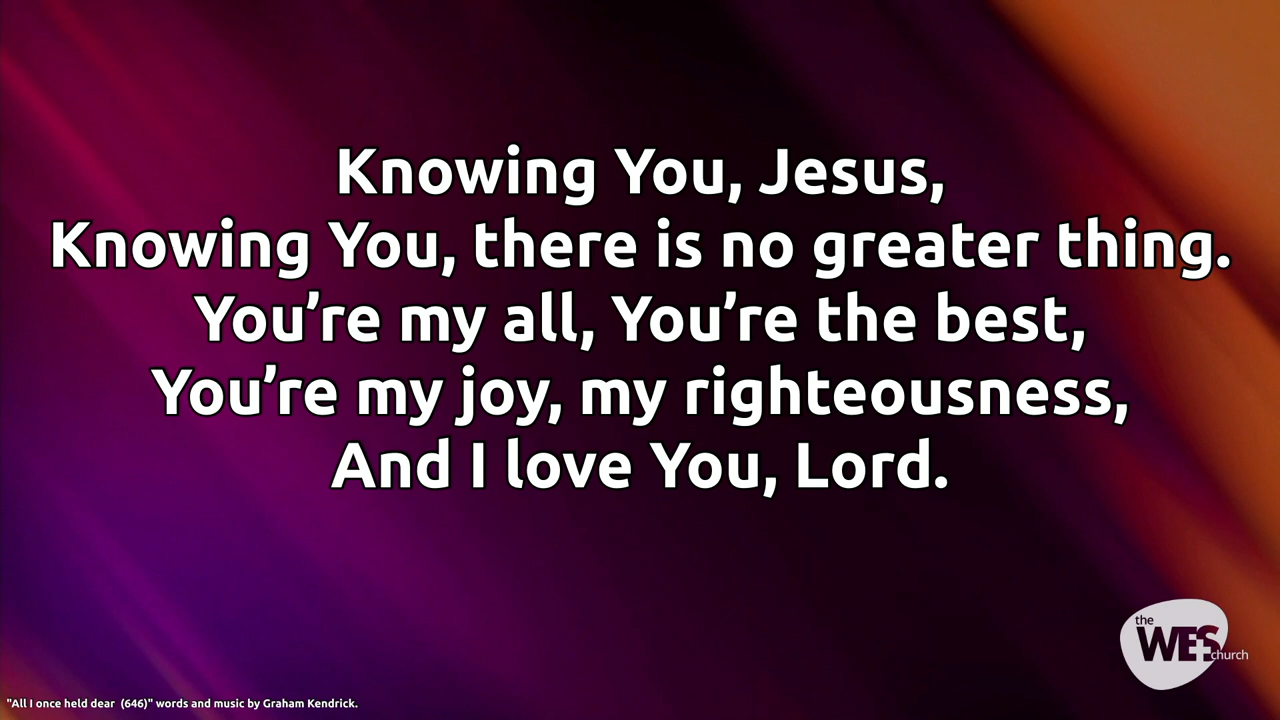 Knowing You, Jesus,
Knowing You, there is no greater thing.
You’re my all, You’re the best,
You’re my joy, my righteousness,
And I love You, Lord.
the
WES
church
"All I once held dear  (646)" words and music by Graham Kendrick.